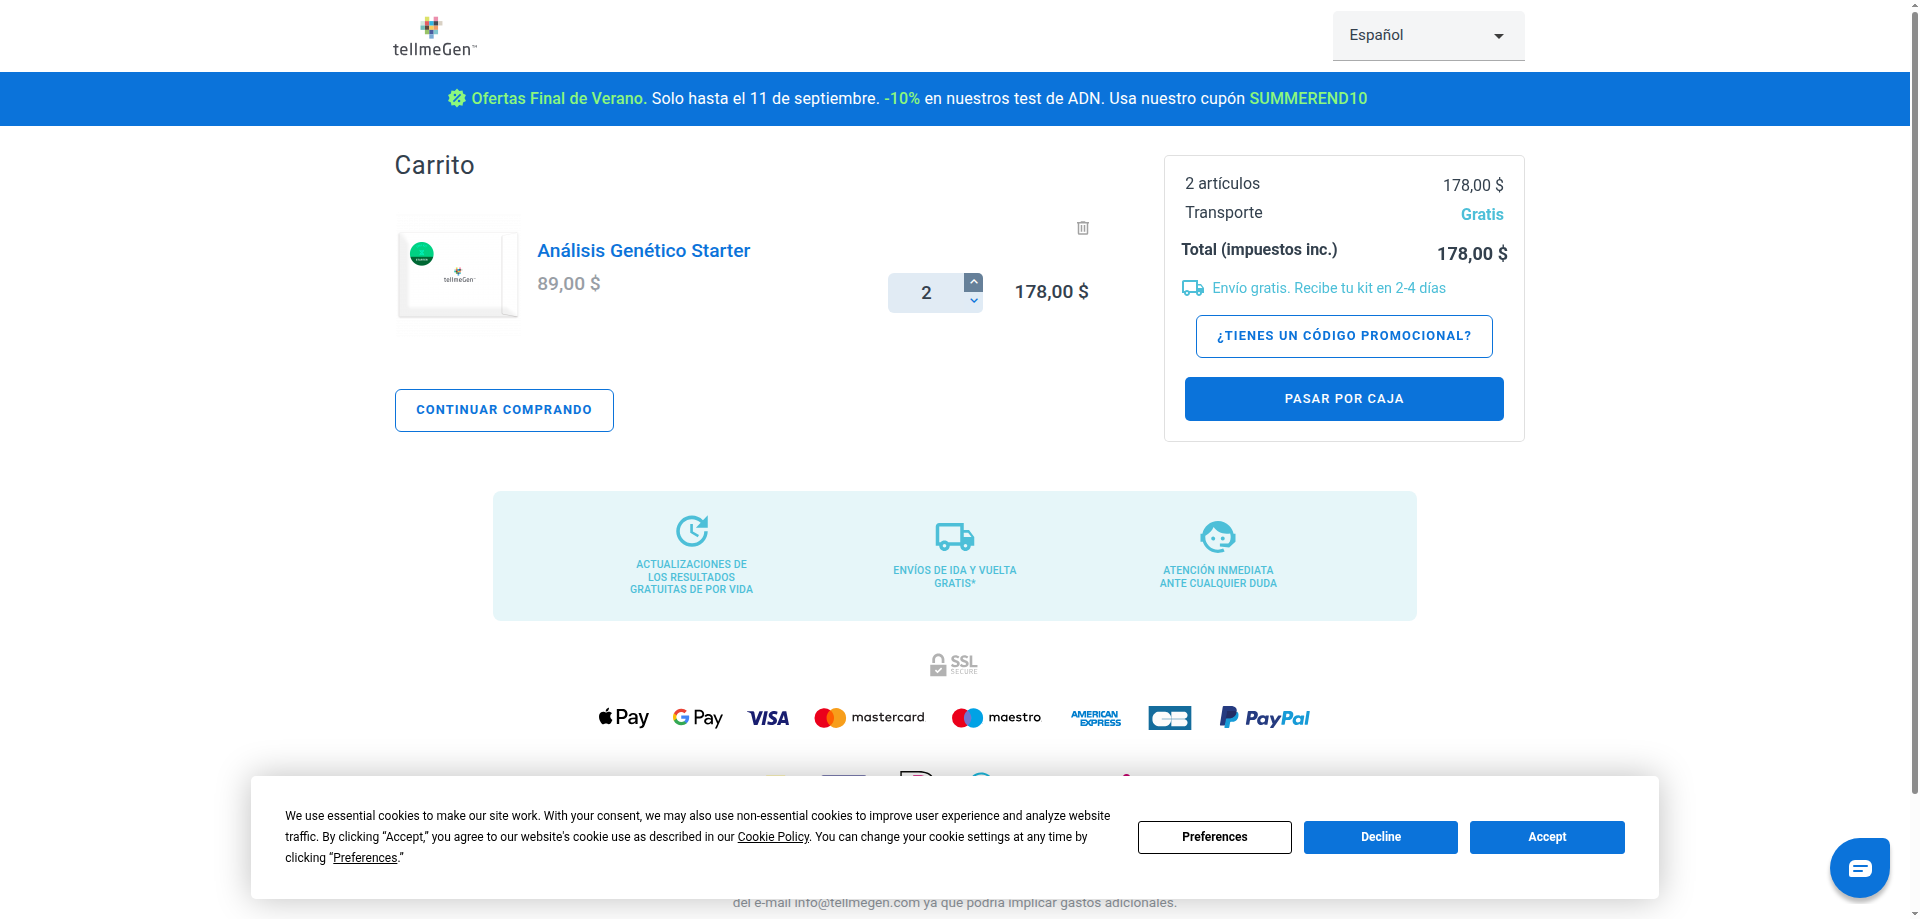 tellmeGen™
Español
Ofertas Final de Verano. Solo hasta el 11 de septiembre. -10% en nuestros test de ADN. Usa nuestro cupón SUMMEREND10
Carrito
tellmeGen
Análisis Genético Starter
89,00 $
2
178,00 $
CONTINUAR COMPRANDO
2 artículos
178,00 $
Transporte
Gratis
Total (impuestos inc.)
178,00 $
Envío gratis. Recibe tu kit en 2-4 días
¿TIENES UN CÓDIGO PROMOCIONAL?
PASAR POR CAJA
ACTUALIZACIONES DE
LOS RESULTADOS
GRATUITAS DE POR VIDA
ENVÍOS DE IDA Y VUELTA
GRATIS*
ATENCIÓN INMEDIATA
ANTE CUALQUIER DUDA
SSL
SECURE
Apple Pay
G Pay
VISA
mastercard
maestro
AMERICAN
EXPRESS
CB
PayPal
We use essential cookies to make our site work. With your consent, we may also use non-essential cookies to improve user experience and analyze website
traffic. By clicking “Accept,” you agree to our website's cookie use as described in our Cookie Policy. You can change your cookie settings at any time by
clicking “Preferences.”
Preferences
Decline
Accept
del e-mail info@tellmegen.com ya que podría implicar gastos adicionales.